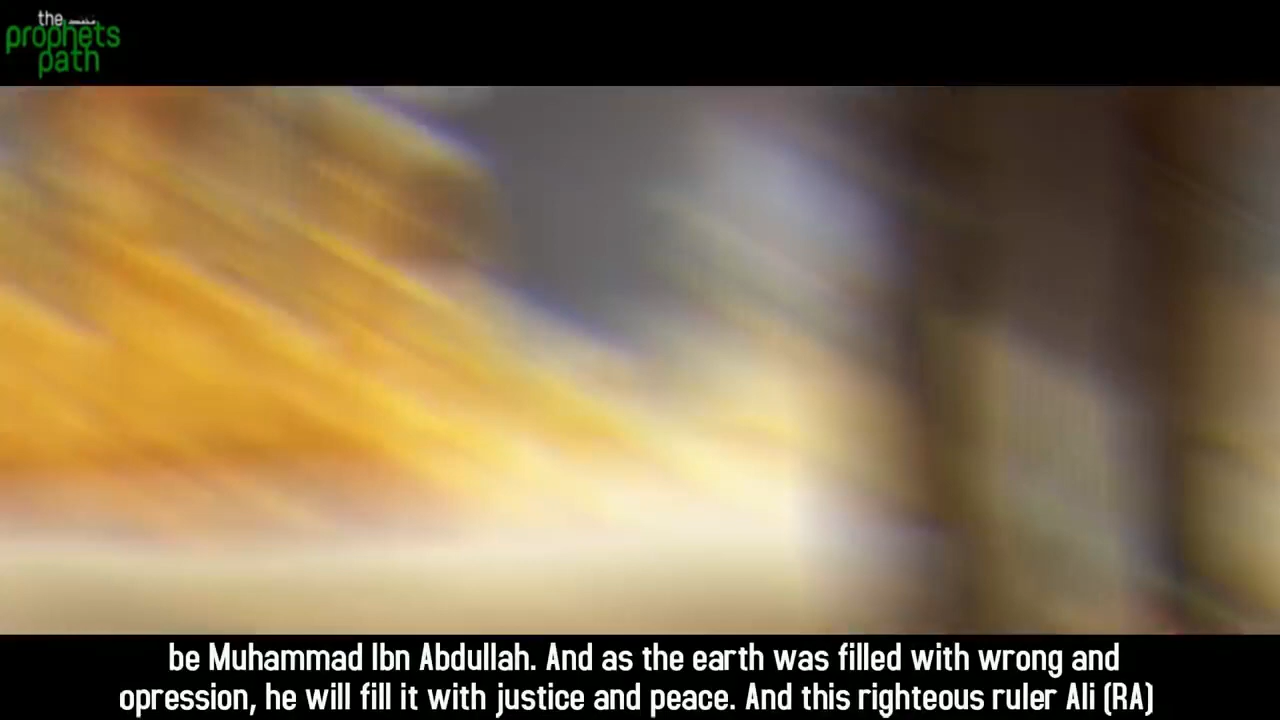 the
prophets
path
be Muhammad Ibn Abdullah. And as the earth was filled with wrong and
opression, he will fill it with justice and peace. And this righteous ruler Ali (RA)